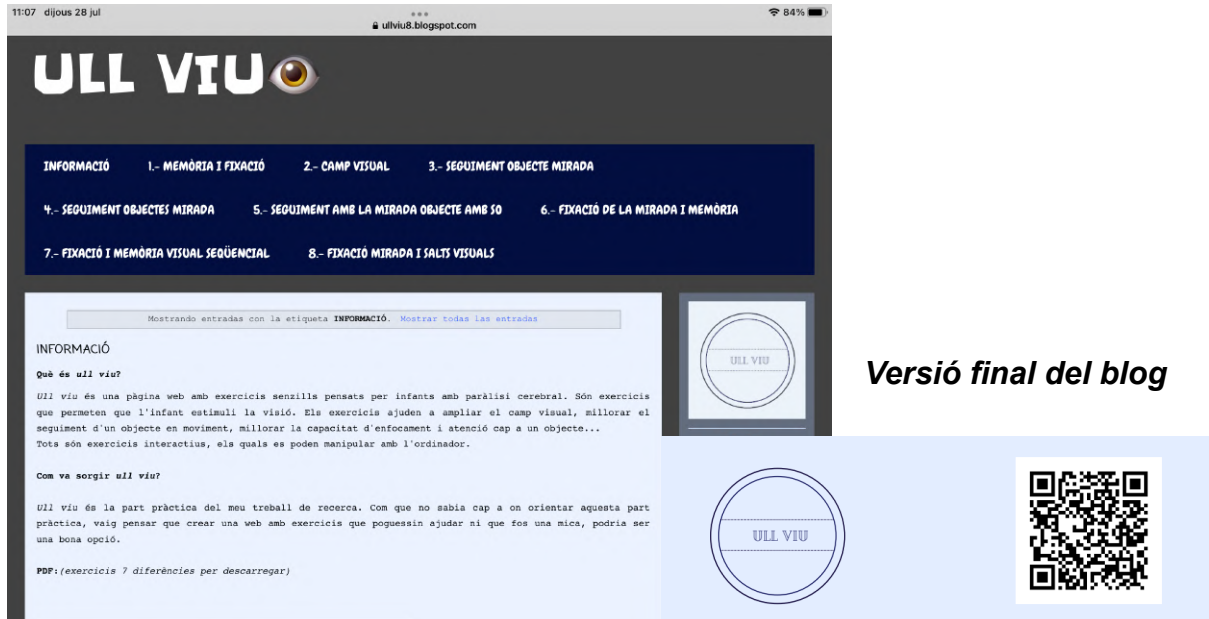 11:07 dijous 28 jul
ullviu8.blogspot.com
84%
ULL VIU
INFORMACIÓ 1.- MEMÒRIA I FIXACIÓ 2.- CAMP VISUAL 3.- SEGUIMENT OBJECTE MIRADA
4.- SEGUIMENT OBJECTES MIRADA 5.- SEGUIMENT AMB LA MIRADA OBJECTE AMB SO 6.- FIXACIÓ DE LA MIRADA I MEMÒRIA
7.- FIXACIÓ I MEMÒRIA VISUAL SEQÜENCIAL 8.- FIXACIÓ MIRADA I SALTS VISUALS
Mostrando entradas con la etiqueta INFORMACIÓ. Mostrar todas las entradas
INFORMACIÓ
Què és ull viu?
Ull viu és una pàgina web amb exercicis senzills pensats per infants amb paràlisi cerebral. Són exercicis
que permeten que l'infant estimuli la visió. Els exercicis ajuden a ampliar el camp visual, millorar el
seguiment d'un objecte en moviment, millorar la capacitat d'enfocament i atenció cap a un objecte...
Tots són exercicis interactius, els quals es poden manipular amb l'ordinador.
Com va sorgir ull viu?
Ull viu és la part pràctica del meu treball de recerca. Com que no sabia cap a on orientar aquesta part
pràctica, vaig pensar que crear una web amb exercicis que poguessin ajudar ni que fos una mica, podria ser
una bona opció.
PDF:(exercicis 7 diferències per descarregar)
ULL VIU
Versió final del blog
ULL VIU